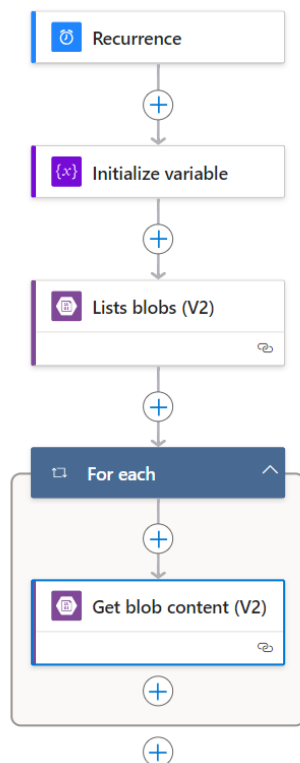 Recurrence
{x} Initialize variable
Lists blobs (V2)
For each
Get blob content (V2)